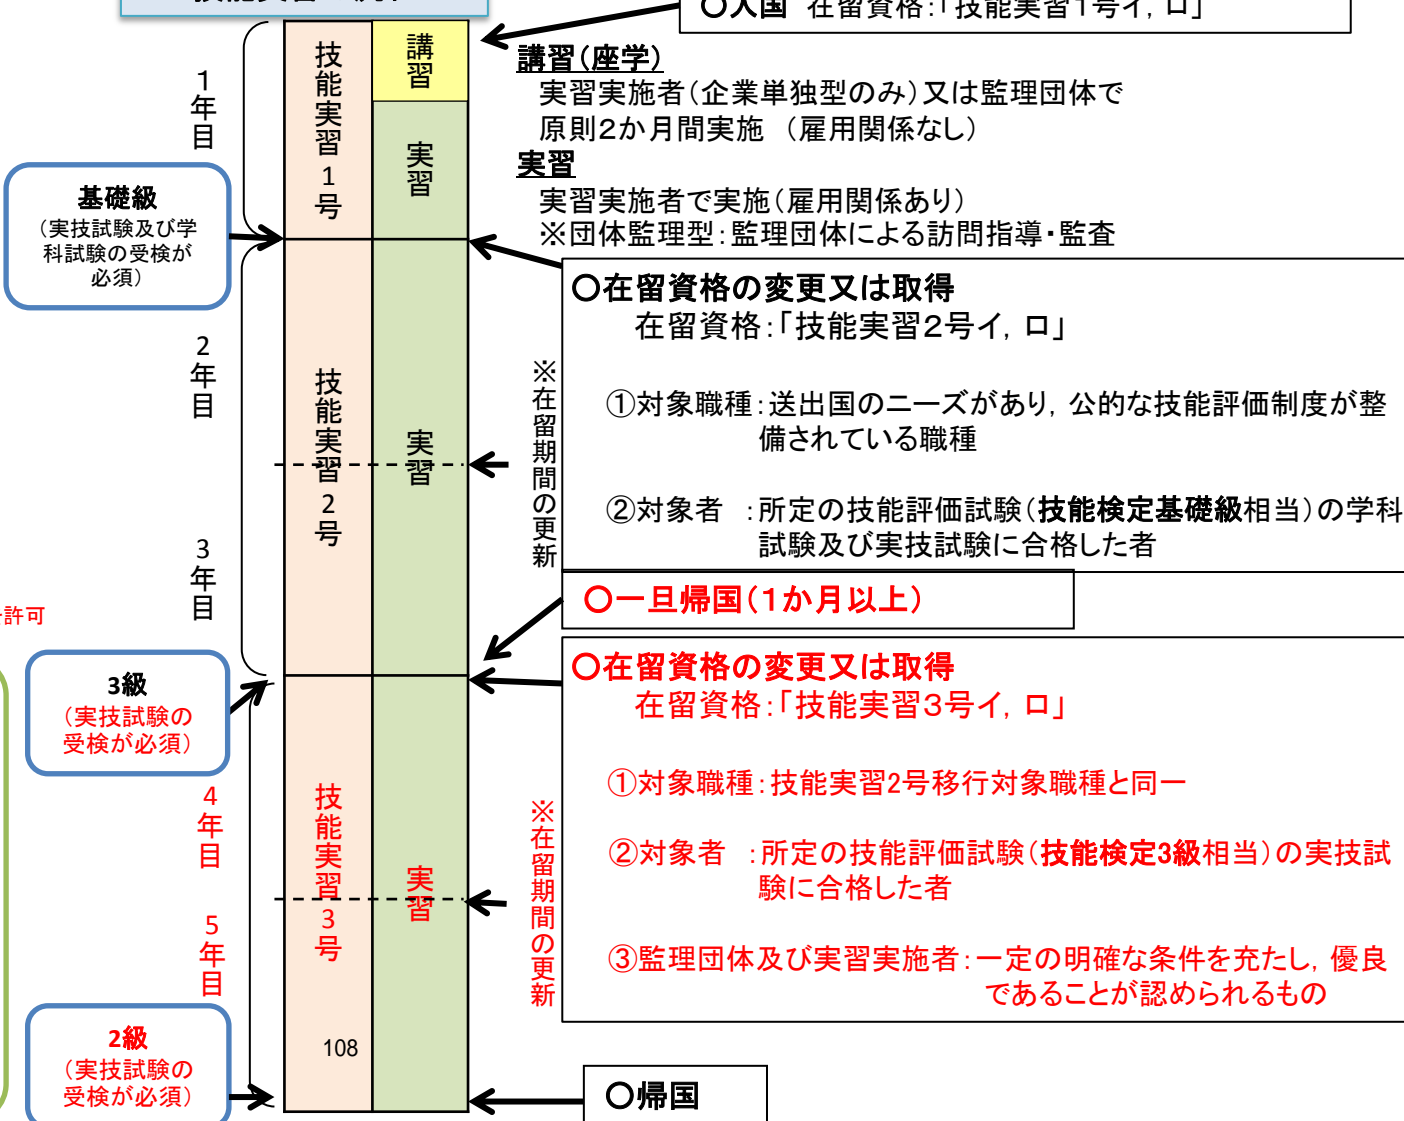 〇入国 在留資格:「技能実習1号イ, ロ」
1年目
技能実習1号
講習
実習
講習(座学)
実習実施者(企業単独型のみ)又は監理団体で
原則2か月間実施 (雇用関係なし)
実習
実習実施者で実施(雇用関係あり)
※団体監理型:監理団体による訪問指導・監査
基礎級
(実技試験及び学
科試験の受検が
必須)
〇在留資格の変更又は取得
在留資格:「技能実習2号イ, ロ」
①対象職種:送出国のニーズがあり, 公的な技能評価制度が整
備されている職種
②対象者 :所定の技能評価試験(技能検定基礎級相当)の学科
試験及び実技試験に合格した者
2年目
3年目
技能実習2号
実習
※在留期間の更新
〇一旦帰国(1か月以上)
許可
3級
(実技試験の
受検が必須)
〇在留資格の変更又は取得
在留資格:「技能実習3号イ, ロ」
①対象職種:技能実習2号移行対象職種と同一
②対象者 :所定の技能評価試験(技能検定3級相当)の実技試
験に合格した者
③監理団体及び実習実施者:一定の明確な条件を充たし, 優良
であることが認められるもの
4年目
5年目
技能実習3号
実習
※在留期間の更新
2級
(実技試験の
受検が必須)
108
〇帰国